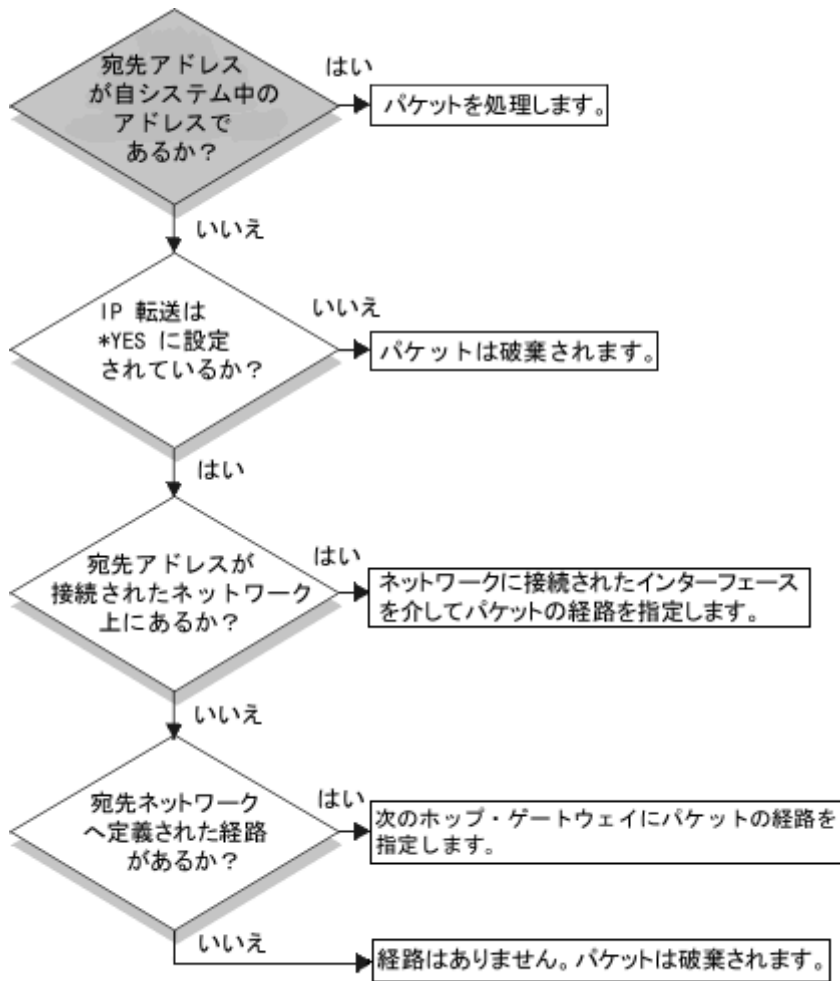 宛先アドレス
が自システム中の
アドレスで
あるか？
はい
パケットを処理します。
いいえ
IP 転送は
*YES に設定
されているか？
いいえ
パケットは破棄されます。
はい
宛先アドレスが
接続されたネットワーク
上にあるか？
はい
ネットワークに接続されたインターフェース
を介してパケットの経路を指定します。
いいえ
宛先ネットワーク
へ定義された経路
があるか？
はい
次のホップ・ゲートウェイにパケットの経路を
指定します。
いいえ
経路はありません。パケットは破棄されます。